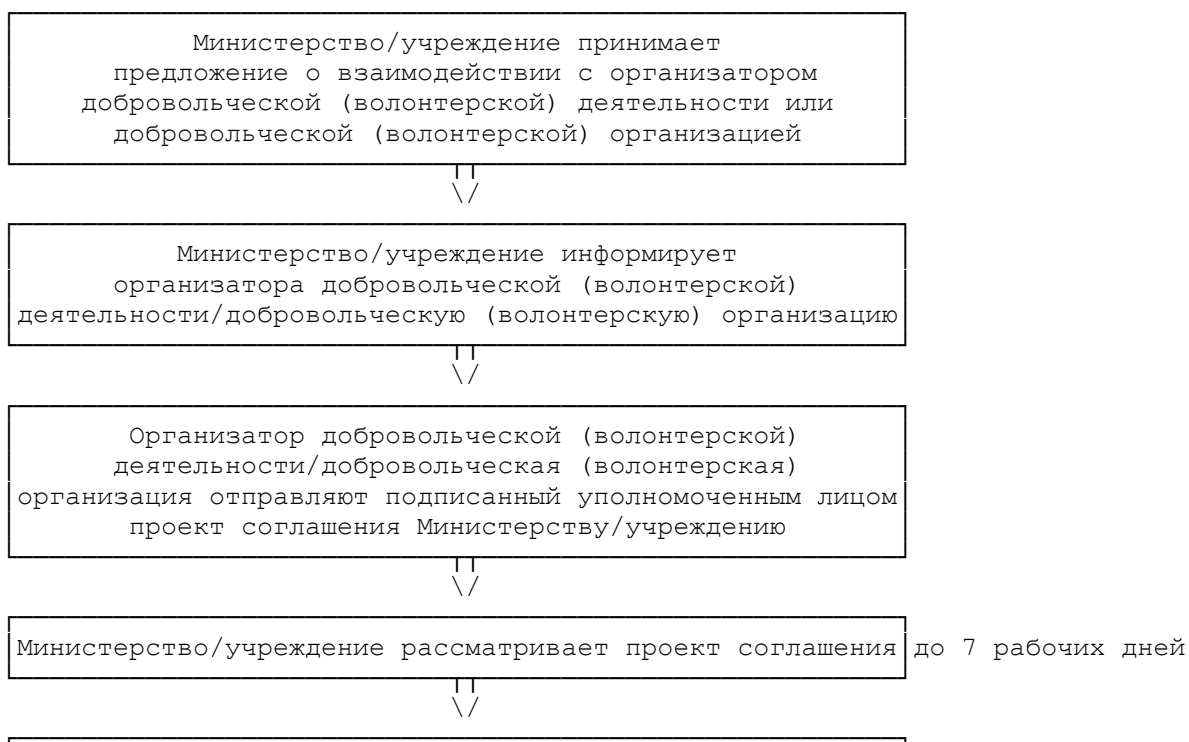 Министерство/учреждение принимает
предложение о взаимодействии с организатором
добровольческой (волонтерской) деятельности или
добровольческой (волонтерской) организацией
Министерство/учреждение информирует
организатора добровольческой (волонтерской)
деятельности/добровольческую (волонтерскую) организацию
Организатор добровольческой (волонтерской)
деятельности/добровольческая (волонтерская)
организация отправляют подписанный уполномоченным лицом
проект соглашения Министерству/учреждению
Министерство/учреждение рассматривает проект соглашения до 7 рабочих дней